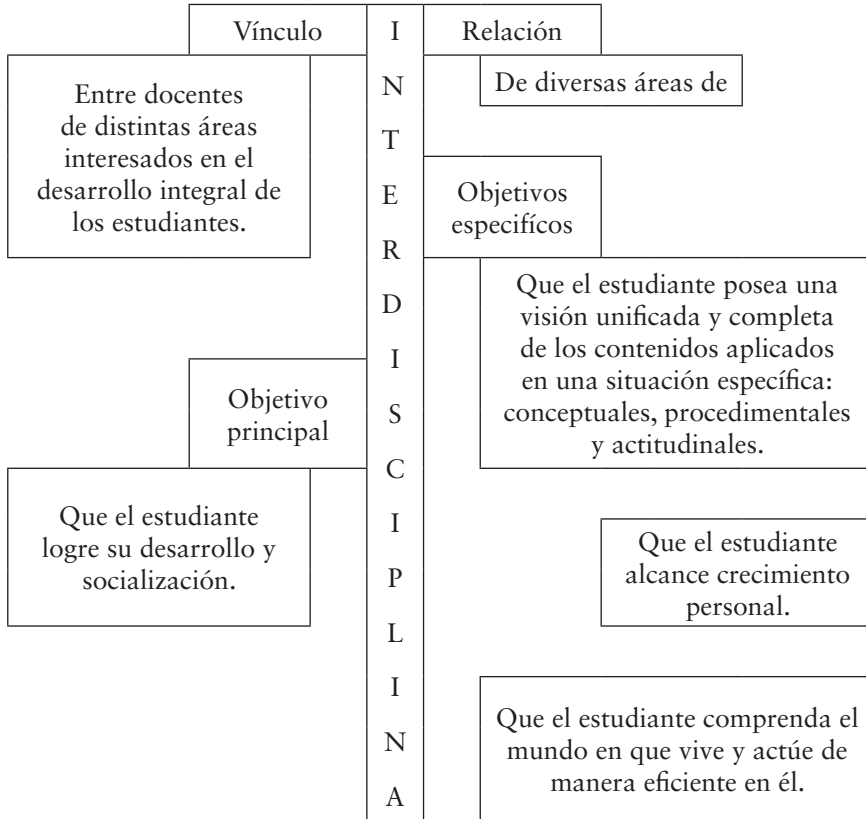 Vínculo
Entre docentes
de distintas áreas
interesados en el
desarrollo integral de
los estudiantes.
Objetivo
principal
Que el estudiante
logre su desarrollo y
socialización.
I
N
T
E
R
D
I
S
C
I
P
L
I
N
A
Relación
De diversas áreas de
Objetivos
especifícos
Que el estudiante posea una
visión unificada y completa
de los contenidos aplicados
en una situación específica:
conceptuales, procedimentales
y actitudinales.
Que el estudiante
alcance crecimiento
personal.
Que el estudiante comprenda el
mundo en que vive y actúe de
manera eficiente en él.